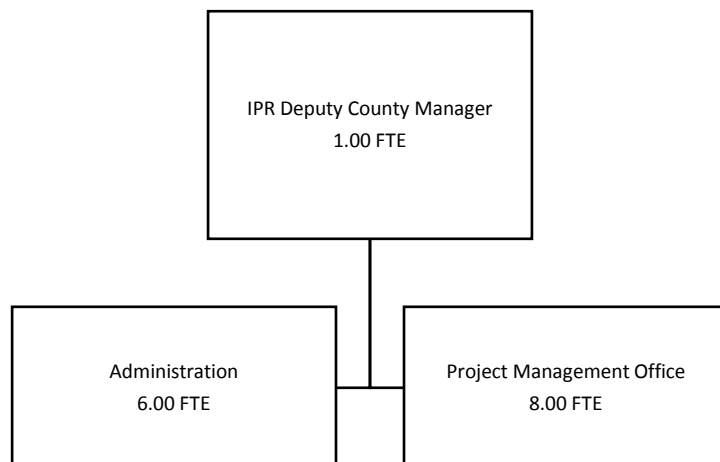 IPR Deputy County Manager
1.00 FTE
Administration
6.00 FTE
Project Management Office
8.00 FTE